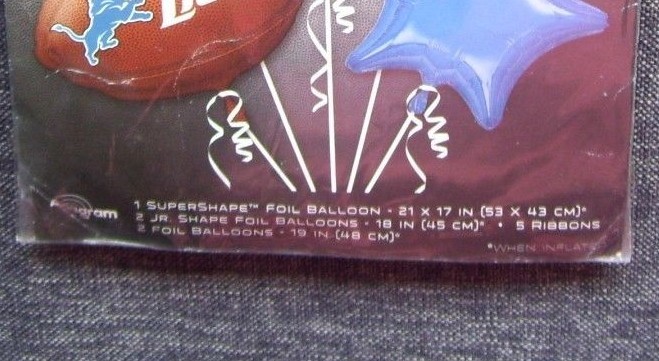 1 SUPERSHAPE™ FOIL BALLOON - 21 X 17 IN (53 X 43 CM)*
2 JR. SHAPE FOIL BALLOONS - 18 IN (45 CM)* • 5 RIBBONS
2 FOIL BALLOONS - 19 IN (48 CM)*
*WHEN INFLATE